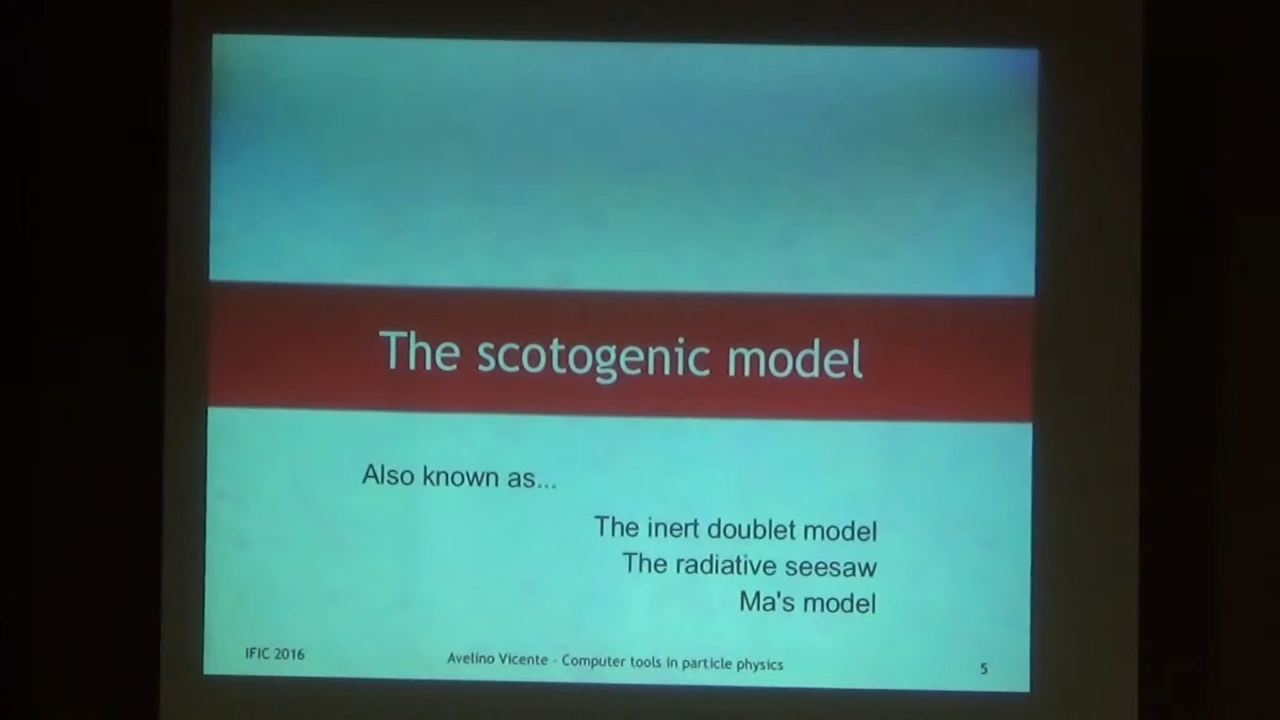 The scotogenic model
Also known as...
The inert doublet model
The radiative seesaw
Ma's model
IFIC 2016
Avelino Vicente - Computer tools in particle physics
5